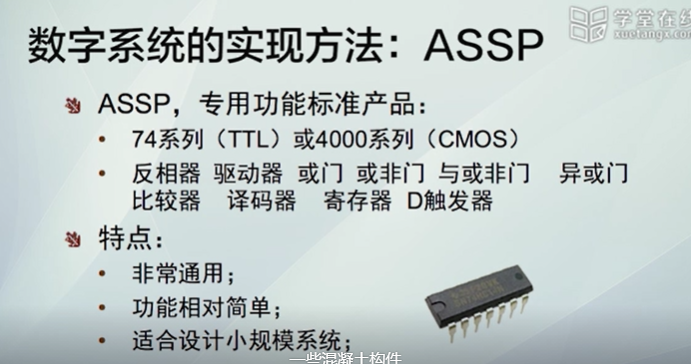 学堂在线
xuetangx.com
数字系统的实现方法：ASSP
ASSP，专用功能标准产品：
74系列（TTL）或4000系列（CMOS）
反相器 驱动器 或门 或非门 与或非门 异或门
比较器 译码器 寄存器 D触发器
特点：
非常通用；
功能相对简单；
适合设计小规模系统；
一些混凝土构件